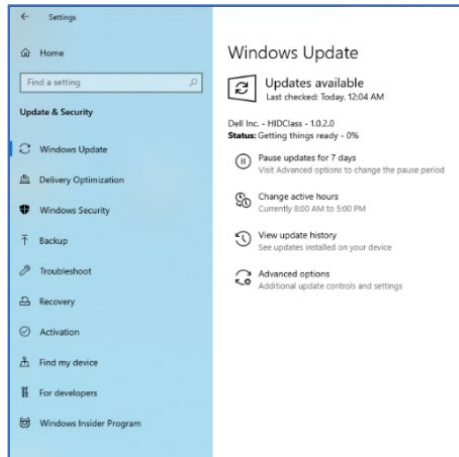 Settings
Home
Find a setting
Update & Security
Windows Update
Delivery Optimization
Windows Security
Backup
Troubleshoot
Recovery
Activation
Find my device
For developers
Windows Insider Program
Windows Update
Updates available
Last checked: Today, 12:04 AM
Dell Inc. - HIDClass - 1.0.2.0
Status: Getting things ready - 0%
Pause updates for 7 days
Visit Advanced options to change the pause period
Change active hours
Currently 8:00 AM to 5:00 PM
View update history
See updates installed on your device
Advanced options
Additional update controls and settings